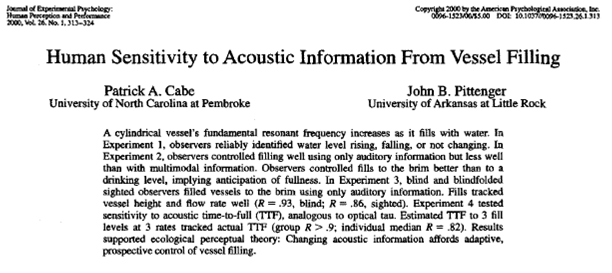 Journal of Experimental Psychology:
Human Perception and Performance
2000, Vol. 26, No. 1, 313-324
Copyright 2000 by the American Psychological Association, Inc.
0096-1523/00/$5.00 DOI: 10.1037//0096-1523.26.1.313
Human Sensitivity to Acoustic Information From Vessel Filling
Patrick A. Cabe
University of North Carolina at Pembroke
John B. Pittenger
University of Arkansas at Little Rock
A cylindrical vessel's fundamental resonant frequency increases as it fills with water. In
Experiment 1, observers reliably identified water level rising, falling, or not changing. In
Experiment 2, observers controlled filling well using only auditory information but less well
than with multimodal information. Observers controlled fills to the brim better than to a
drinking level, implying anticipation of fullness. In Experiment 3, blind and blindfolded
sighted observers filled vessels to the brim using only auditory information. Fills tracked
vessel height and flow rate well (R = .93, blind; R = .86, sighted). Experiment 4 tested
sensitivity to acoustic time-to-full (TTF), analogous to optical tau. Estimated TTF to 3 fill
levels at 3 rates tracked actual TTF (group R > .9; individual median R = .82). Results
supported ecological perceptual theory: Changing acoustic information affords adaptive,
prospective control of vessel filling.